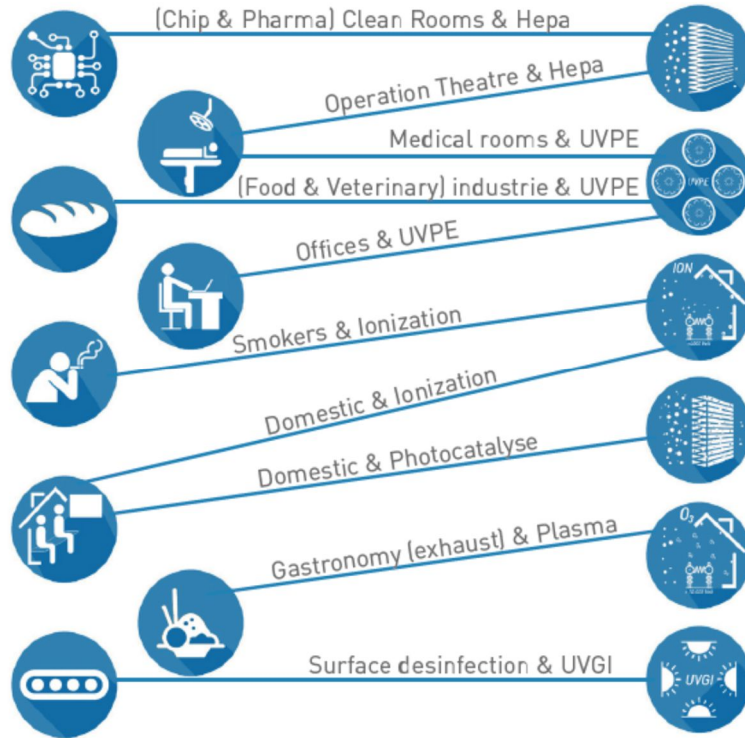 (Chip & Pharma) Clean Rooms & Hepa
Operation Theatre & Hepa
Medical rooms & UVPE
(Food & Veterinary) industrie & UVPE
UVPE
Offices & UVPE
ION
Smokers & Ionization
Domestic & Ionization
Domestic & Photocatalyse
O₃
Gastronomy (exhaust) & Plasma
Surface desinfection & UVGI
UVGI